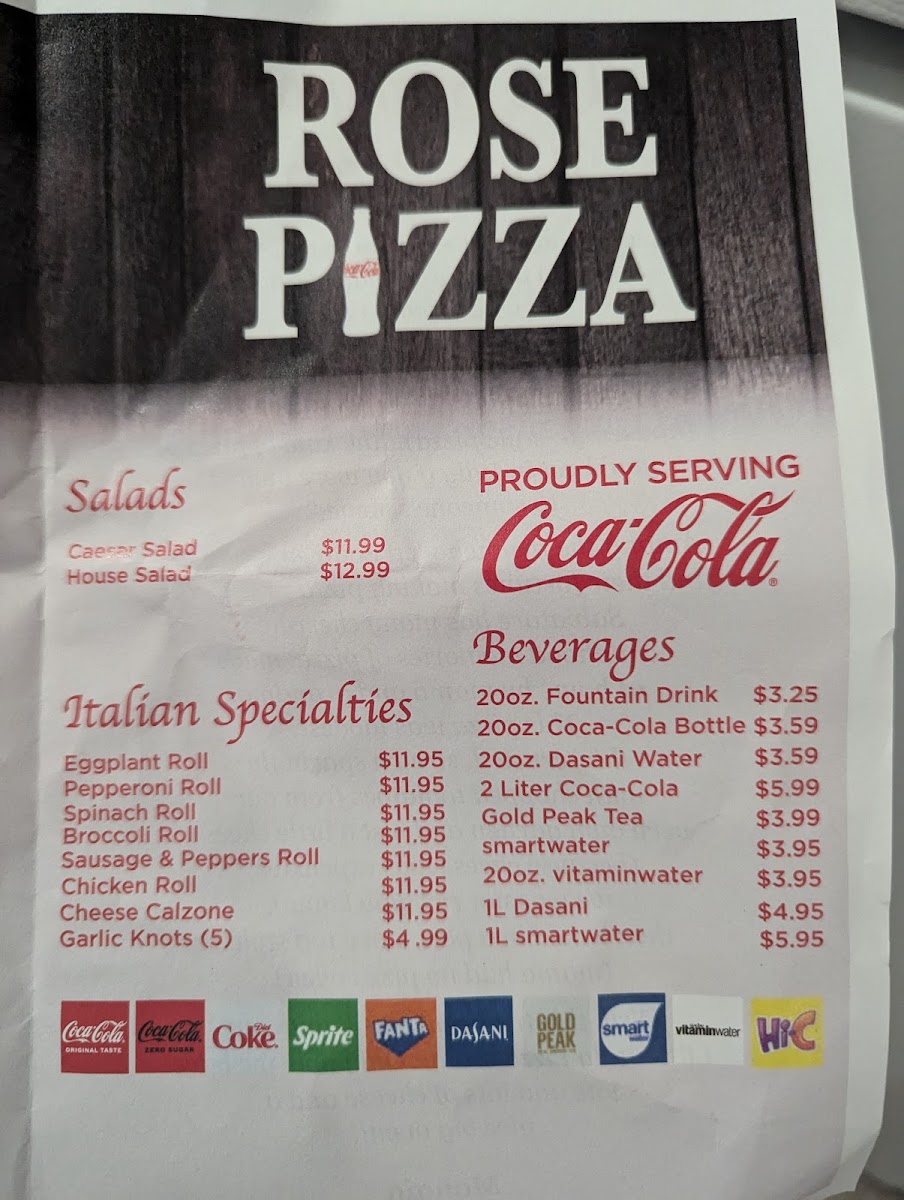 ROSE
PIZZA
Coca-Cola
Salads
Caesar Salad $11.99
House Salad $12.99
Italian Specialties
Eggplant Roll $11.95
Pepperoni Roll $11.95
Spinach Roll $11.95
Broccoli Roll $11.95
Sausage & Peppers Roll $11.95
Chicken Roll $11.95
Cheese Calzone $11.95
Garlic Knots (5) $4.99
PROUDLY SERVING
Coca-Cola
Beverages
20oz. Fountain Drink $3.25
20oz. Coca-Cola Bottle $3.59
20oz. Dasani Water $3.59
2 Liter Coca-Cola $5.99
Gold Peak Tea $3.99
smartwater $3.95
20oz. vitaminwater $3.95
1L Dasani $4.95
1L smartwater $5.95
Coca-Cola
ORIGINAL TASTE
Coca-Cola
ZERO SUGAR
Diet
Coke
Sprite
FANTA
DASANI
GOLD
PEAK
smart
water
vitaminwater
Hi-C